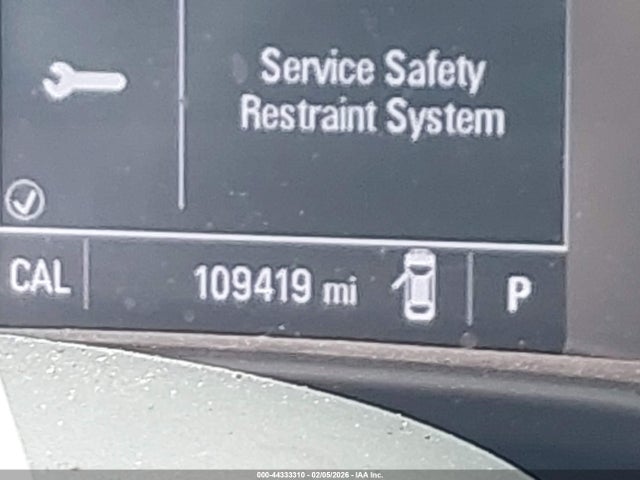 Service Safety
Restraint System
CAL 109419 mi P
000-44333310 - 02/05/2026 - IAA Inc.